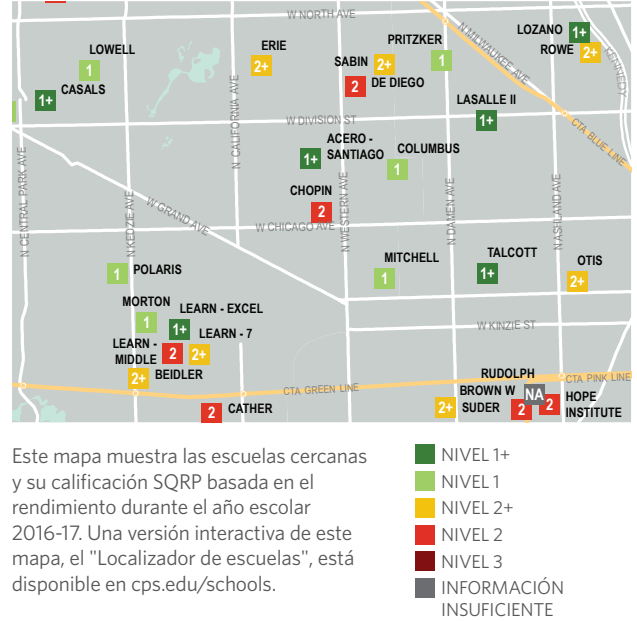 W NORTH AVE
LOZANO
1+
ROWE
2+
KENNEDY
N MILWAUKEE AVE
PRITZKER
1
ERIE
2+
SABIN
2+
2
DE DIEGO
LOWELL
1
CASALS
1+
LASALLE II
1+
CTA BLUE LINE
W DIVISION ST
N CALIFORNIA AVE
ACERO -
SANTIAGO
1+
COLUMBUS
1
CHOPIN
2
N CENTRAL PARK AVE
N KEDZIE AVE
W GRAND AVE
N WESTERN AVE
N DAMEN AVE
N ASHLAND AVE
W CHICAGO AVE
POLARIS
1
MITCHELL
1
TALCOTT
1+
OTIS
2+
MORTON
1
LEARN - EXCEL
1+
LEARN - 7
2+
LEARN -
MIDDLE
2
BEIDLER
2+
W KINZIE ST
CTA GREEN LINE
CTA PINK LINE
CATHER
2
RUDOLPH
NA
BROWN W
2
SUDER
2+
HOPE
INSTITUTE
2
Este mapa muestra las escuelas cercanas
y su calificación SQRP basada en el
rendimiento durante el año escolar
2016-17. Una versión interactiva de este
mapa, el "Localizador de escuelas", está
disponible en cps.edu/schools.
NIVEL 1+
NIVEL 1
NIVEL 2+
NIVEL 2
NIVEL 3
INFORMACIÓN
INSUFICIENTE